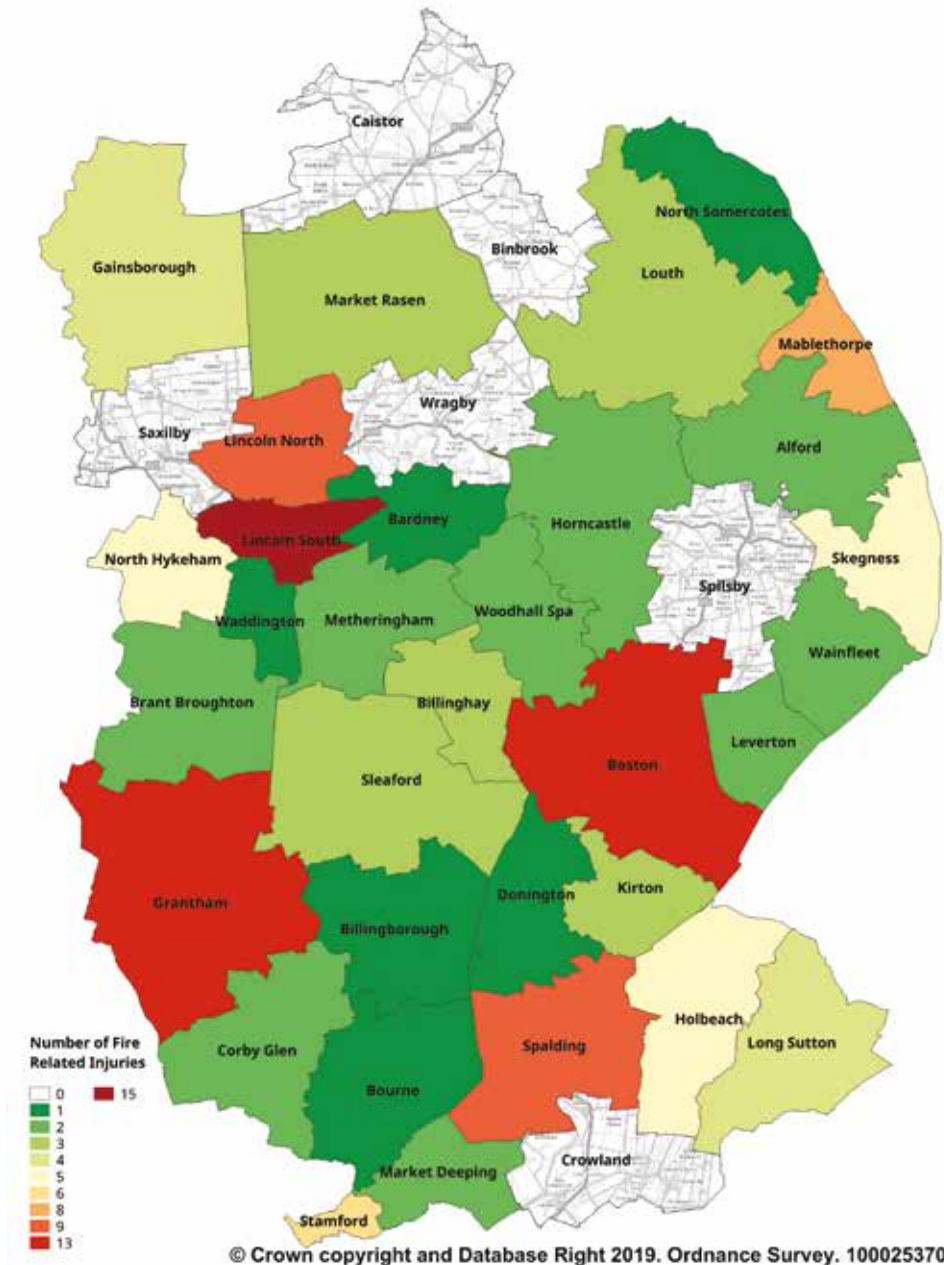 Caistor
North Somercotes
Binbrook
Gainsborough
Louth
Market Rasen
Mablethorpe
Wragby
Saxilby
Lincoln North
Alford
Bardney
Horncastle
Lincoln South
North Hykeham
Skegness
Spilsby
Woodhall Spa
Waddington
Metheringham
Wainfleet
Brant Broughton
Billinghay
Leverton
Boston
Sleaford
Kirton
Donington
Grantham
Billingborough
Holbeach
Long Sutton
Spalding
Corby Glen
Bourne
Crowland
Market Deeping
Stamford
Number of Fire
Related Injuries
0 15
1
2
3
4
5
6
8
9
13
© Crown copyright and Database Right 2019. Ordnance Survey. 100025370